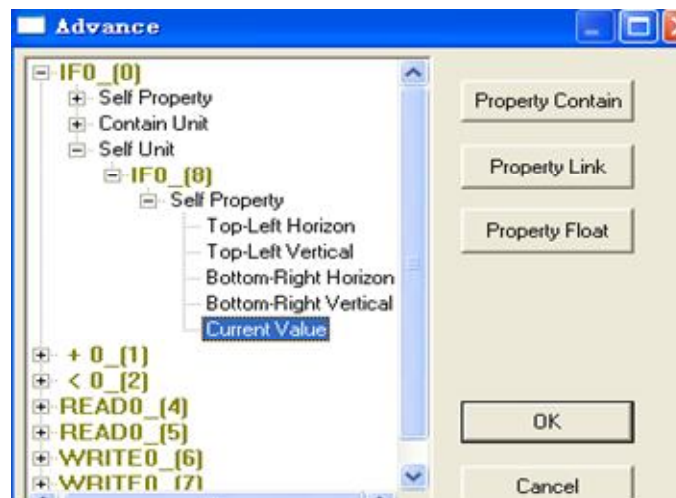 Advance
IF0_(0)
Self Property
Contain Unit
Self Unit
IF0_(8)
Self Property
Top-Left Horizon
Top-Left Vertical
Bottom-Right Horizon
Bottom-Right Vertical
Current Value
+ 0_(1)
< 0_(2)
READ0_(4)
READ0_(5)
WRITE0_(6)
WRITE0_(7)
Property Contain
Property Link
Property Float
OK
Cancel